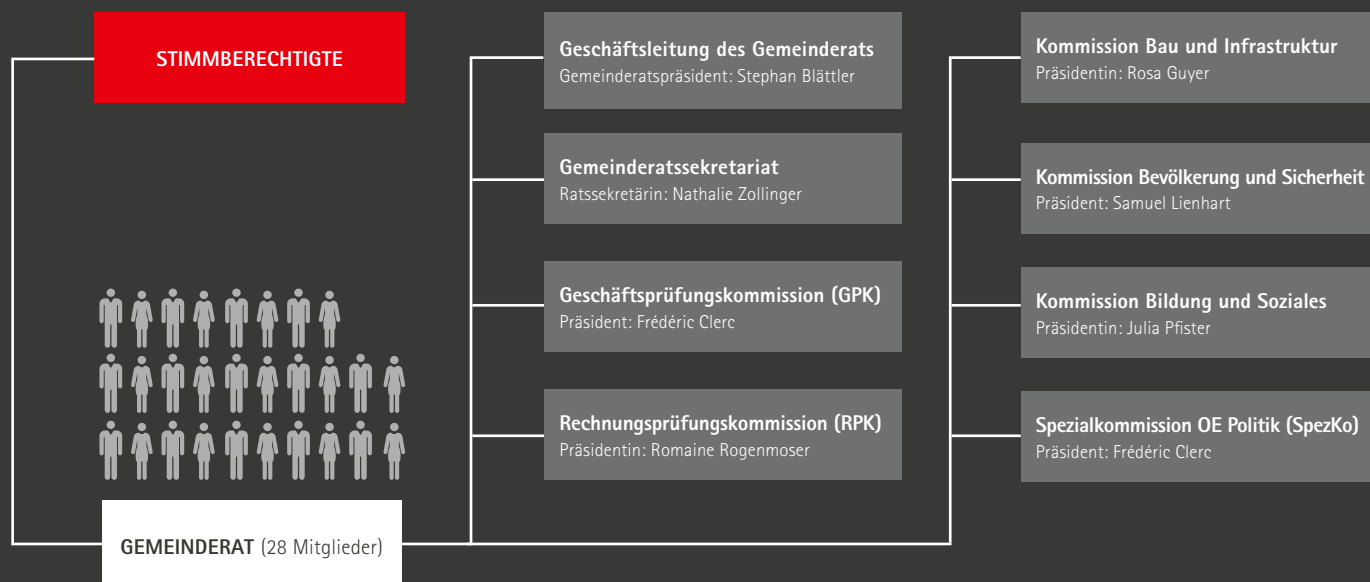 STIMMBERECHTIGTE
GEMEINDERAT (28 Mitglieder)
Geschäftsleitung des Gemeinderats
Gemeinderatspräsident: Stephan Blättler
Gemeinderatssekretariat
Ratssekretärin: Nathalie Zollinger
Geschäftsprüfungskommission (GPK)
Präsident: Frédéric Clerc
Rechnungsprüfungskommission (RPK)
Präsidentin: Romaine Rogenmoser
Kommission Bau und Infrastruktur
Präsidentin: Rosa Guyer
Kommission Bevölkerung und Sicherheit
Präsident: Samuel Lienhart
Kommission Bildung und Soziales
Präsidentin: Julia Pfister
Spezialkommission OE Politik (SpezKo)
Präsident: Frédéric Clerc